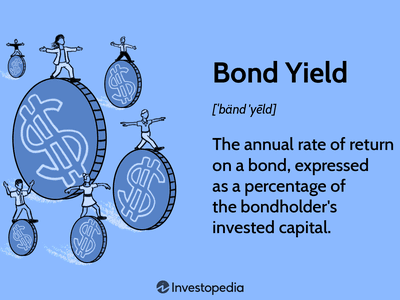 Bond Yield
['bänd 'yēld]
The annual rate of return
on a bond, expressed
as a percentage of
the bondholder's
invested capital.
Investopedia